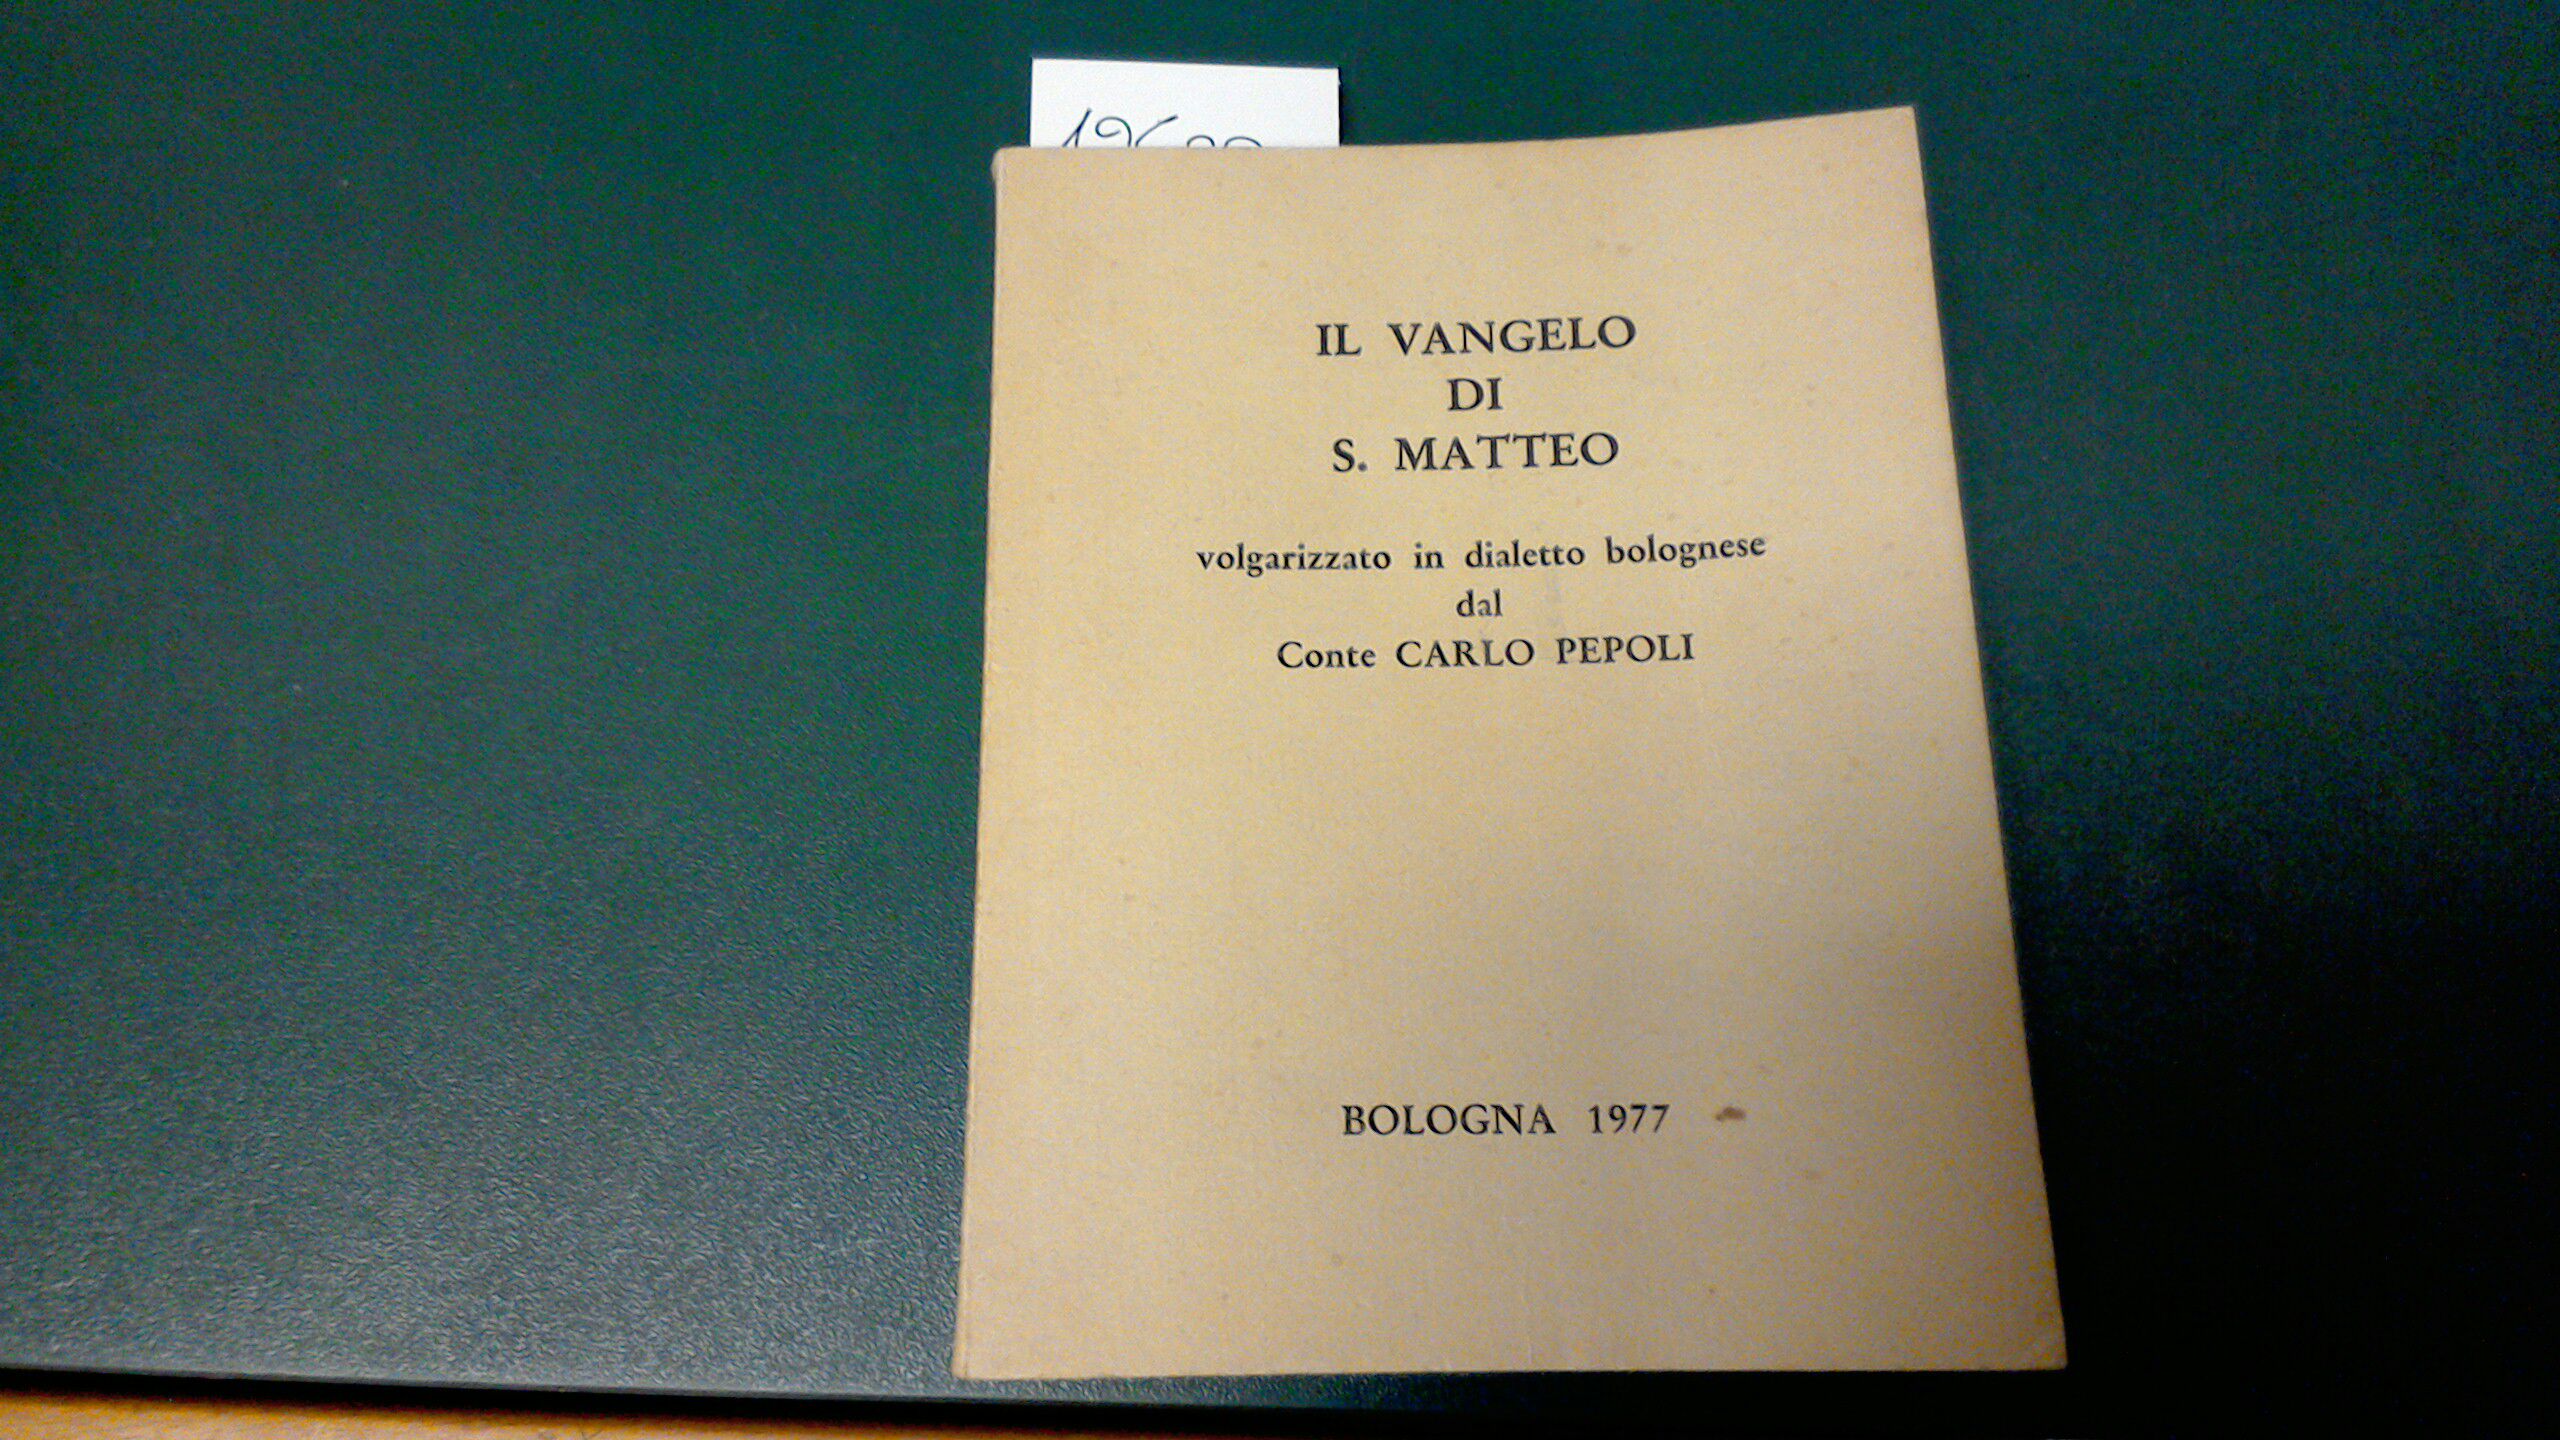 IL VANGELO
DI
S. MATTEO
volgarizzato in dialetto bolognese
dal
Conte CARLO PEPOLI
BOLOGNA 1977